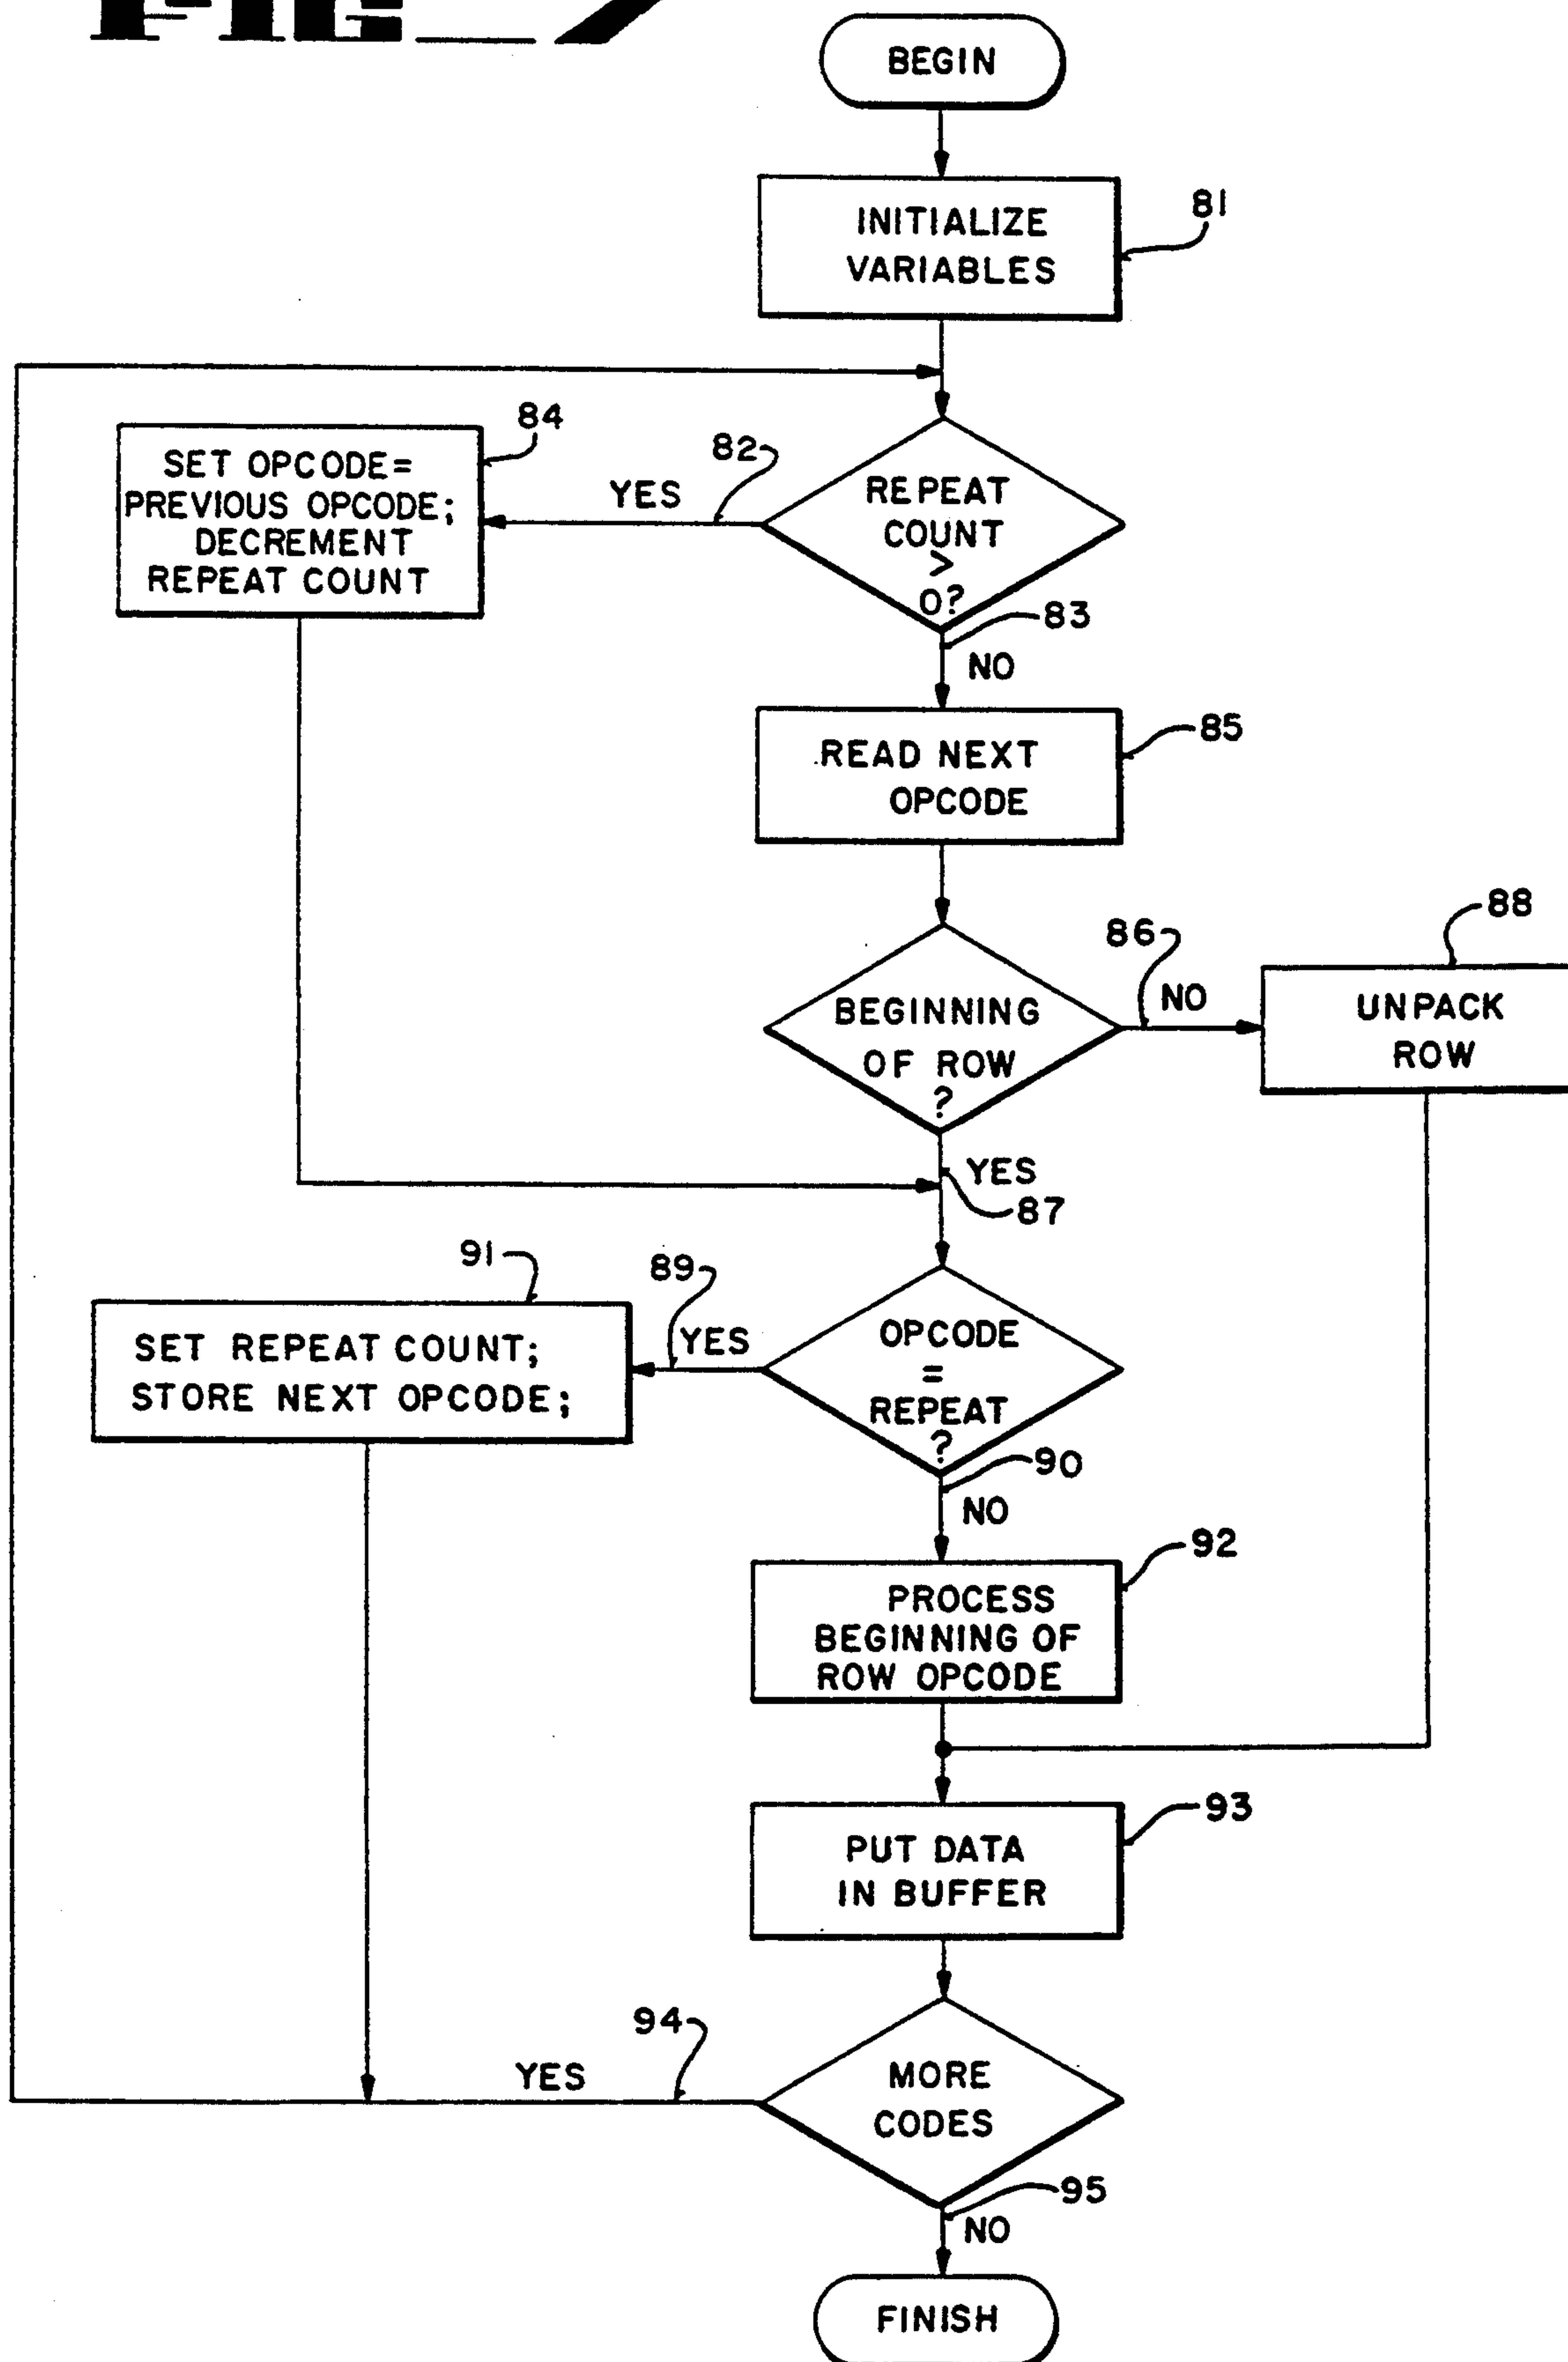 FIG_7
BEGIN
INITIALIZE
VARIABLES
81
84
SET OPCODE=
PREVIOUS OPCODE;
DECREMENT
REPEAT COUNT
YES
82
REPEAT
COUNT
>
0?
83
NO
READ NEXT
OPCODE
85
BEGINNING
OF ROW
?
86
NO
88
UNPACK
ROW
YES
87
91
SET REPEAT COUNT;
STORE NEXT OPCODE;
89
YES
OPCODE
=
REPEAT
?
90
NO
92
PROCESS
BEGINNING OF
ROW OPCODE
93
PUT DATA
IN BUFFER
94
YES
MORE
CODES
95
NO
FINISH